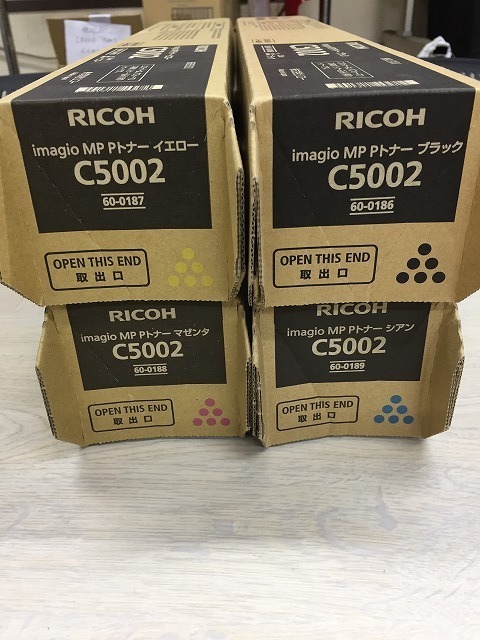 RICOH
imagio MP Pトナー イエロー
C5002
60-0187
OPEN THIS END
取出口
RICOH
imagio MP Pトナー ブラック
C5002
60-0186
OPEN THIS END
取出口
RICOH
imagio MP Pトナー マゼンタ
C5002
60-0188
OPEN THIS END
取出口
RICOH
imagio MP Pトナー シアン
C5002
60-0189
OPEN THIS END
取出口